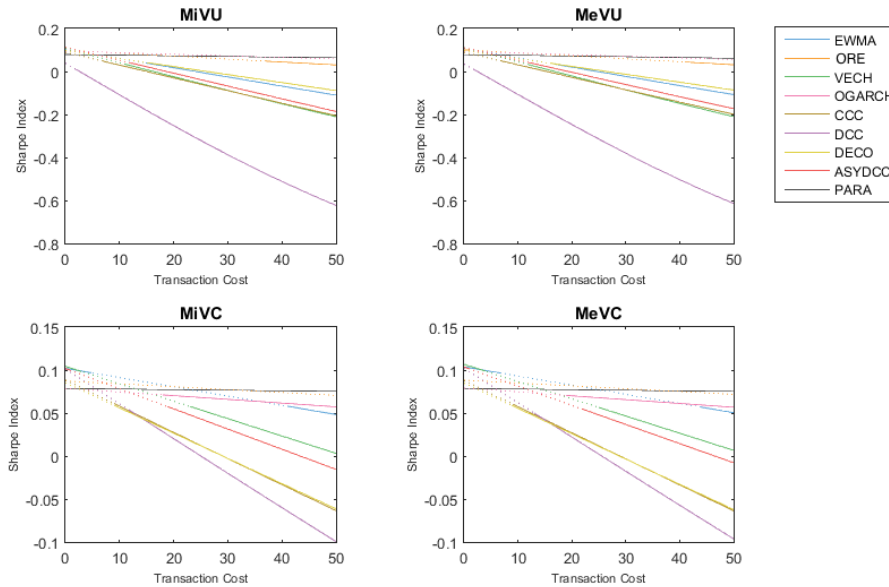 MiVU
0.2
0
-0.2
-0.4
-0.6
-0.8
Sharpe Index
0 10 20 30 40 50
Transaction Cost
MeVU
0.2
0
-0.2
-0.4
-0.6
-0.8
Sharpe Index
0 10 20 30 40 50
Transaction Cost
EWMA
ORE
VECH
OGARCH
CCC
DCC
DECO
ASYDCC
PARA
MiVC
0.15
0.1
0.05
0
-0.05
-0.1
Sharpe Index
0 10 20 30 40 50
Transaction Cost
MeVC
0.15
0.1
0.05
0
-0.05
-0.1
Sharpe Index
0 10 20 30 40 50
Transaction Cost